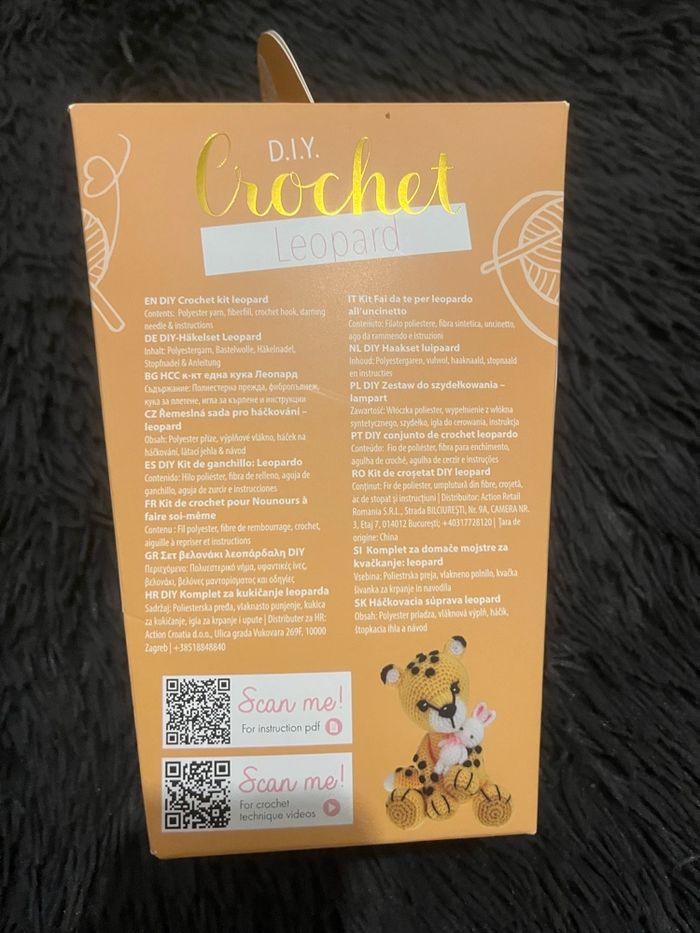 D.I.Y.
Crochet
Leopard
EN DIY Crochet kit leopard
Contents: Polyester yarn, fiberfill, crochet hook, darning
needle & instructions
DE DIY-Häkelset Leopard
Inhalt: Polyestergarn, Bastelwolle, Häkelnadel,
Stopfnadel & Anleitung
BG HCC к-кт една кука Леопард
Съдържание: Полиестерна прежда, фибропълнеж,
кука за плетене, игла за кърпене и инструкции
CZ Řemeslná sada pro háčkování –
leopard
Obsah: Polyester příze, výplňové vlákno, háček na
háčkování, látací jehla & návod
ES DIY Kit de ganchillo: Leopardo
Contenido: Hilo poliéster, fibra de relleno, aguja de
ganchillo, aguja de zurcir e instrucciones
FR Kit de crochet pour Nounours à
faire soi-même
Contenu : Fil polyester, fibre de rembourrage, crochet,
aiguille à repriser et instructions
GR Σετ βελονάκι λεοπάρδαλη DIY
Περιεχόμενο: Πολυεστερικό νήμα, υφαντικές ίνες,
βελονάκι, βελόνες μανταρίσματος και οδηγίες
HR DIY Komplet za kukičanje leoparda
Sadržaj: Poliesterska pređa, vlaknasto punjenje, kukica
za kukičanje, igla za krpanje i upute | Distributer za HR:
Action Croatia d.o.o., Ulica grada Vukovara 269F, 10000
Zagreb | +38518848840
IT Kit Fai da te per leopardo
all'uncinetto
Contenuto: Filato poliestere, fibra sintetica, uncinetto,
ago da rammendo e istruzioni
NL DIY Haakset luipaard
Inhoud: Polyestergaren, vulwol, haaknaald, stopnaald
en instructies
PL DIY Zestaw do szydełkowania –
lampart
Zawartość: Włóczka poliester, wypełnienie z włókna
syntetycznego, szydełko, igła do cerowania, instrukcja
PT DIY conjunto de crochet leopardo
Conteúdo: Fio de poliéster, fibra para enchimento,
agulha de croché, agulha de cerzir e instruções
RO Kit de croșetat DIY leopard
Conținut: Fir de poliester, umplutură din fibre, croșetă,
ac de stopat și instrucțiuni | Distribuitor: Action Retail
Romania S.R.L., Strada BILCIUREȘTI, Nr. 9A, CAMERA NR.
3, Etaj 7, 014012 București; +40317728120 | Țara de
origine: China
SI Komplet za domače mojstre za
kvačkanje: leopard
Vsebina: Poliestrska preja, vlakneno polnilo, kvačka
šivanka za krpanje in navodila
SK Háčkovacia súprava leopard
Obsah: Polyester priadza, vláknová výplň, háčik,
štopkacia ihla a návod
Scan me!
For instruction pdf
Scan me!
For crochet
technique videos